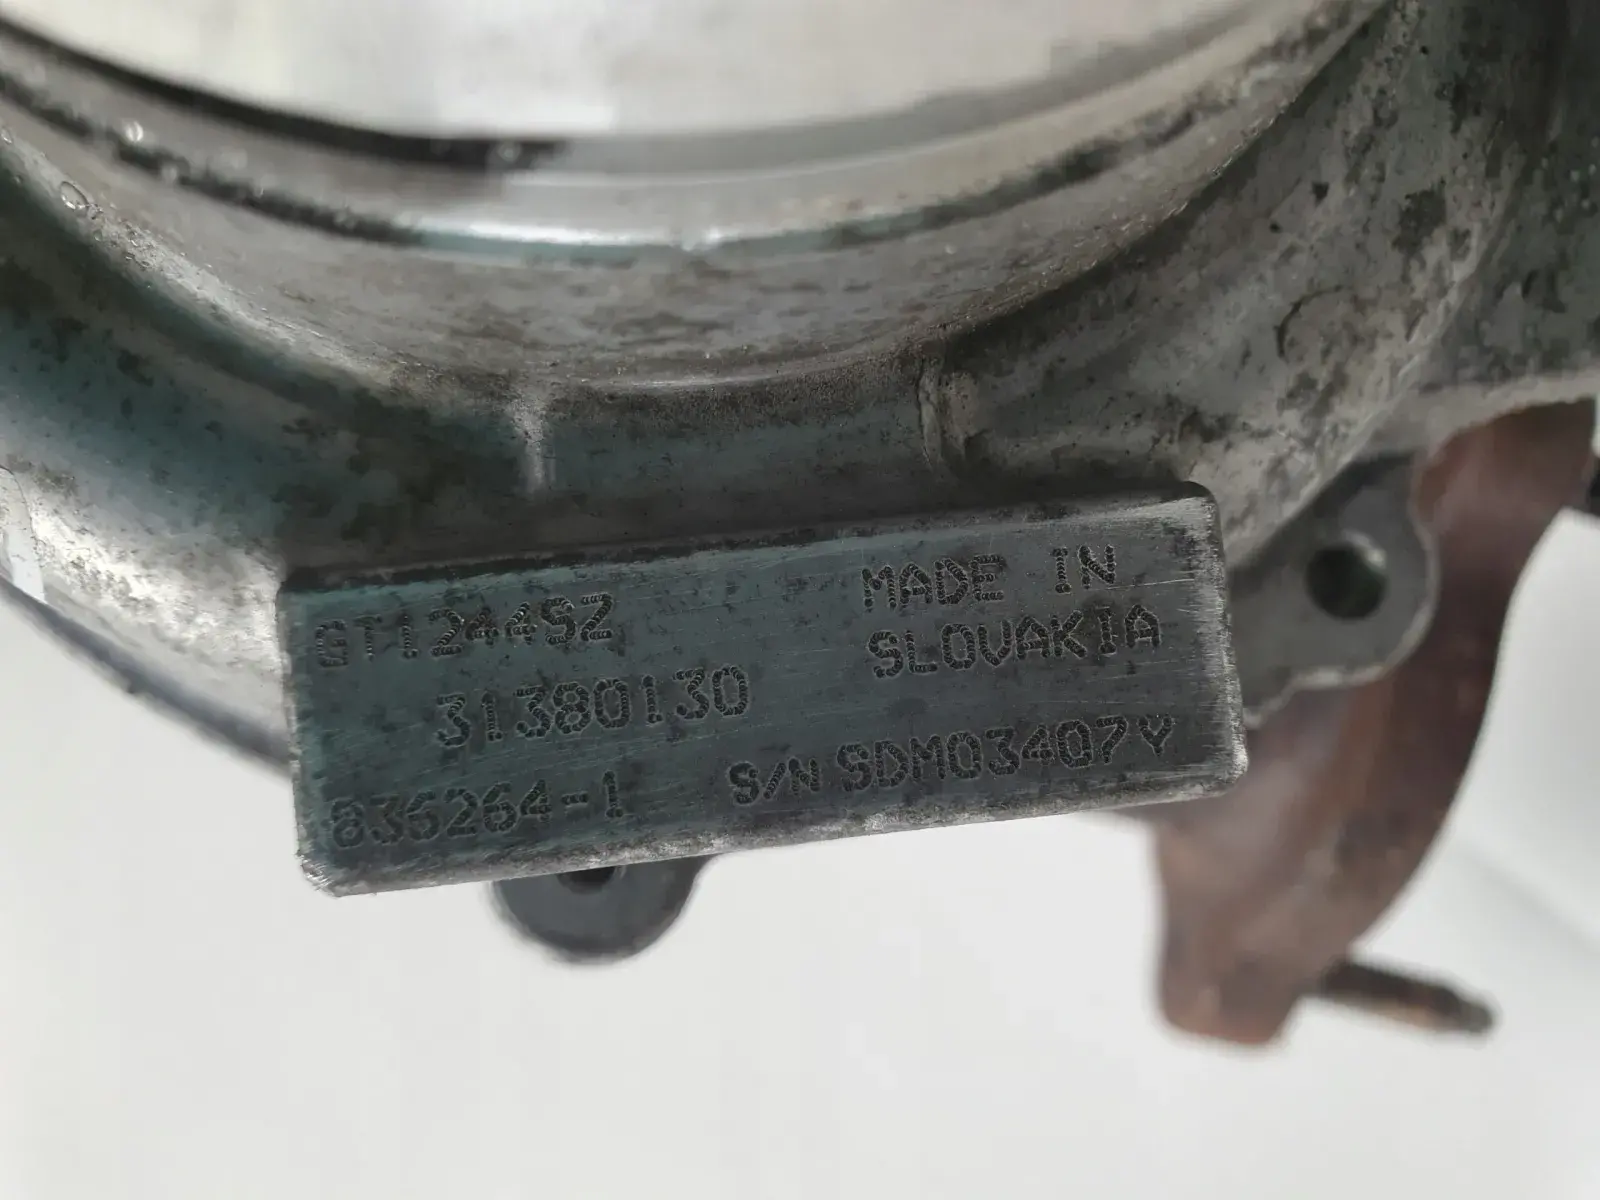 GT1244SZ
MADE IN
SLOVAKIA
31380130
836264-1 S/N SDM03407Y